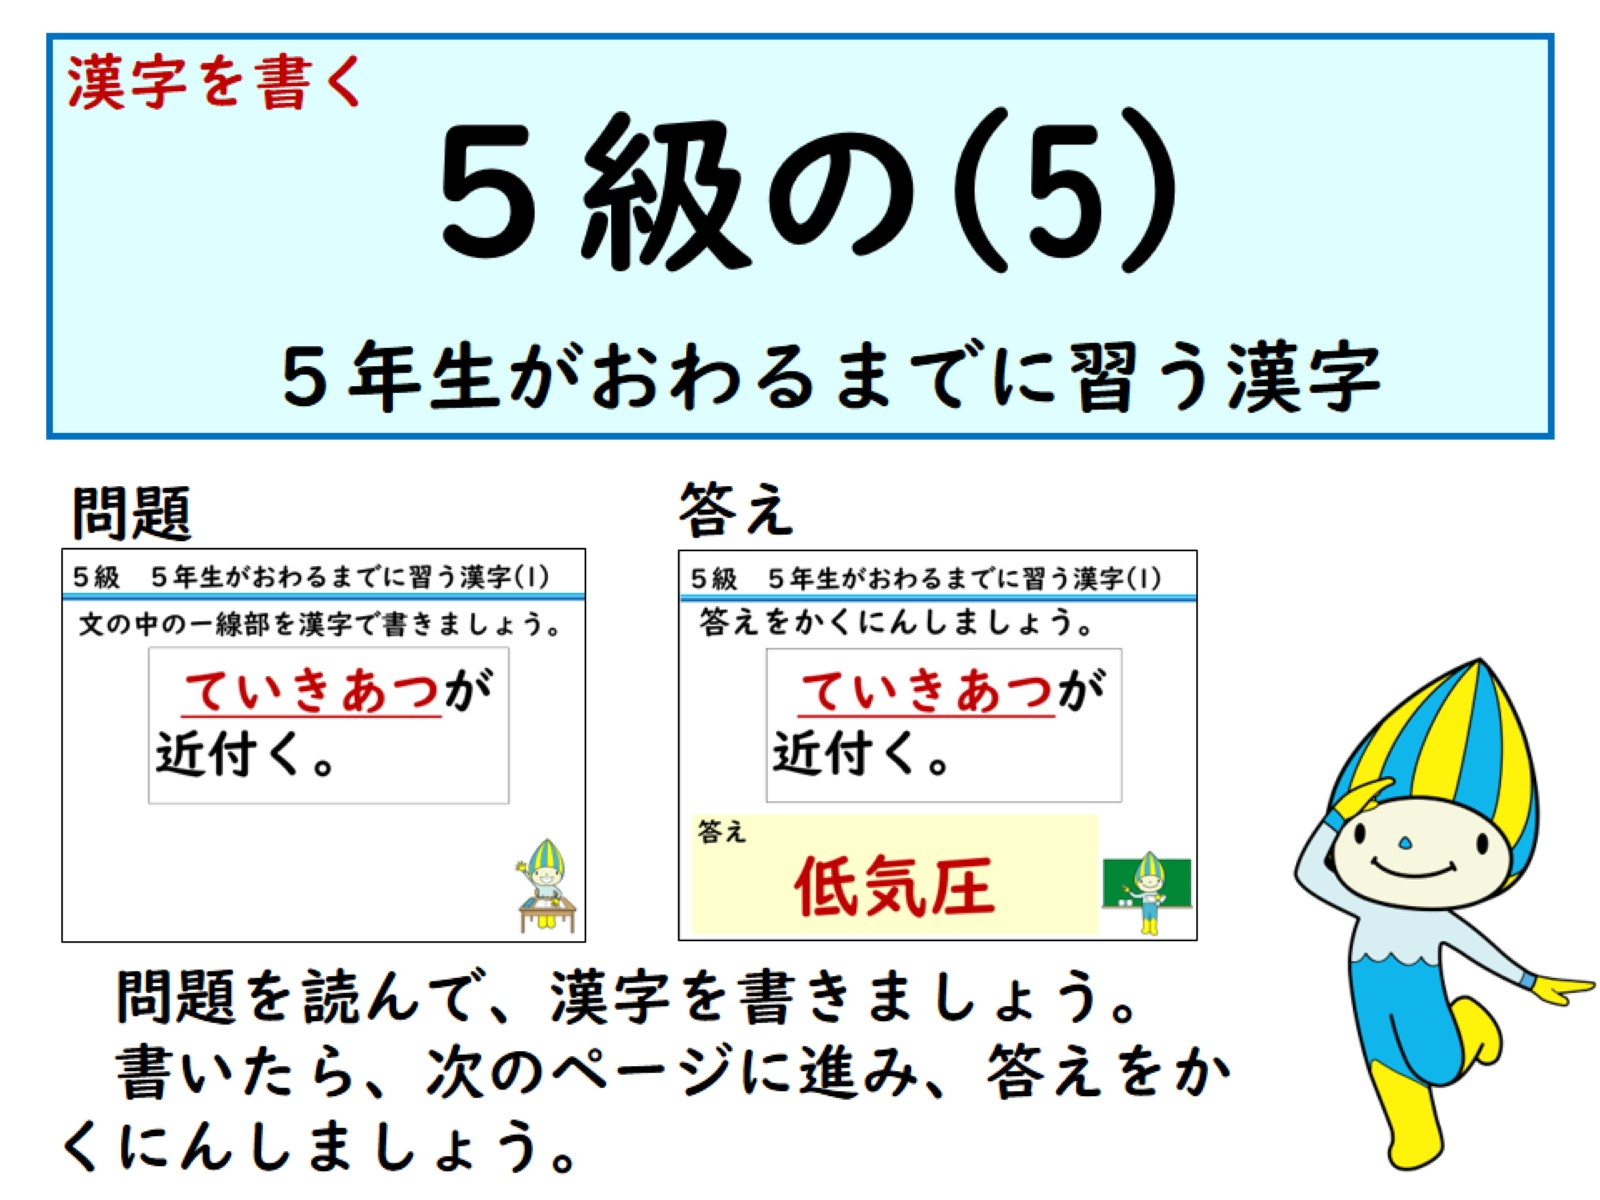 漢字を書く
５級の(5)
５年生がおわるまでに習う漢字
問題
５級　５年生がおわるまでに習う漢字(1)
文の中の一線部を漢字で書きましょう。
ていきあつが
近付く。
答え
５級　５年生がおわるまでに習う漢字(1)
答えをかくにんしましょう。
ていきあつが
近付く。
答え
低気圧
問題を読んで、漢字を書きましょう。
書いたら、次のページに進み、答えをか
くにんしましょう。